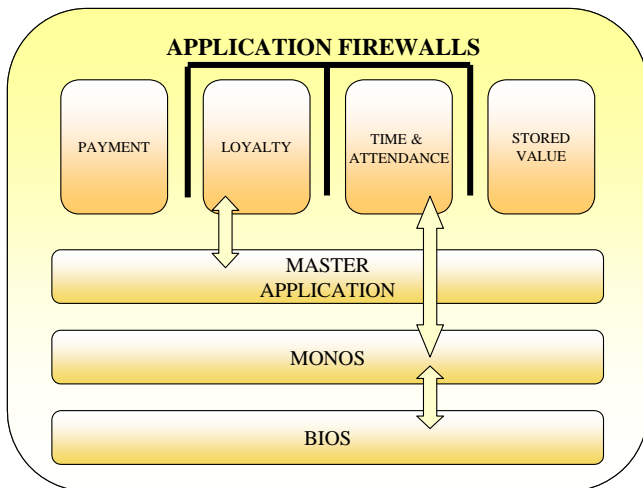 APPLICATION FIREWALLS
PAYMENT
LOYALTY
TIME &
ATTENDANCE
STORED
VALUE
MASTER
APPLICATION
MONOS
BIOS